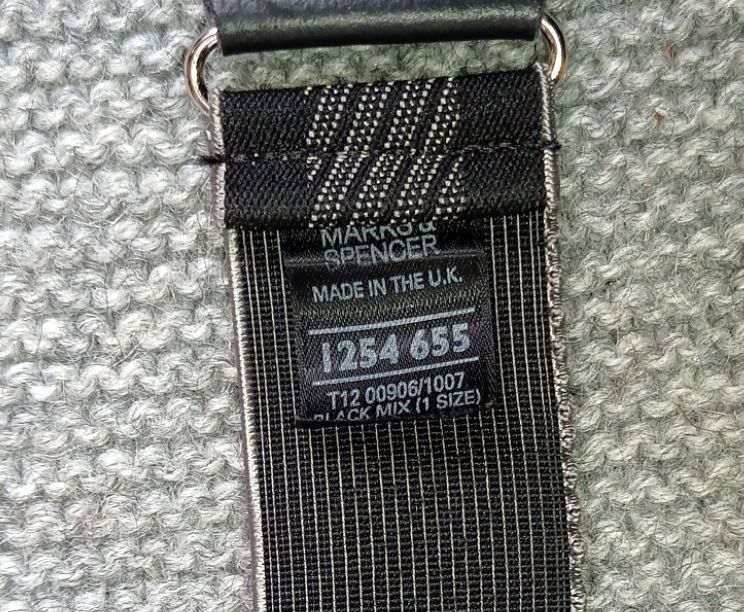 MARKS &
SPENCER
MADE IN THE U.K.
1254 655
T12 00906/1007
BLACK MIX (1 SIZE)